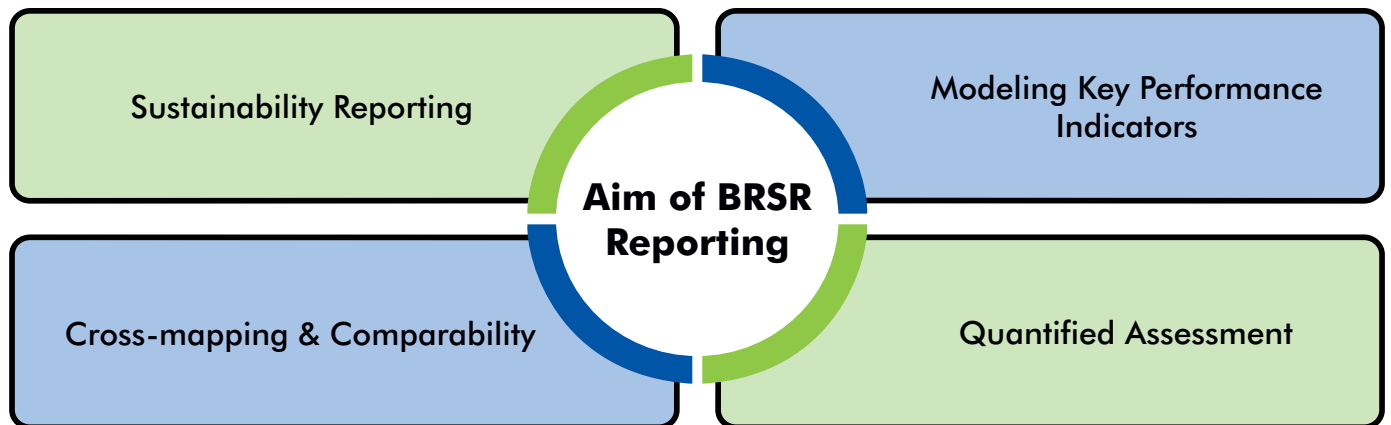 Sustainability Reporting
Modeling Key Performance
Indicators
Aim of BRSR
Reporting
Cross-mapping & Comparability
Quantified Assessment